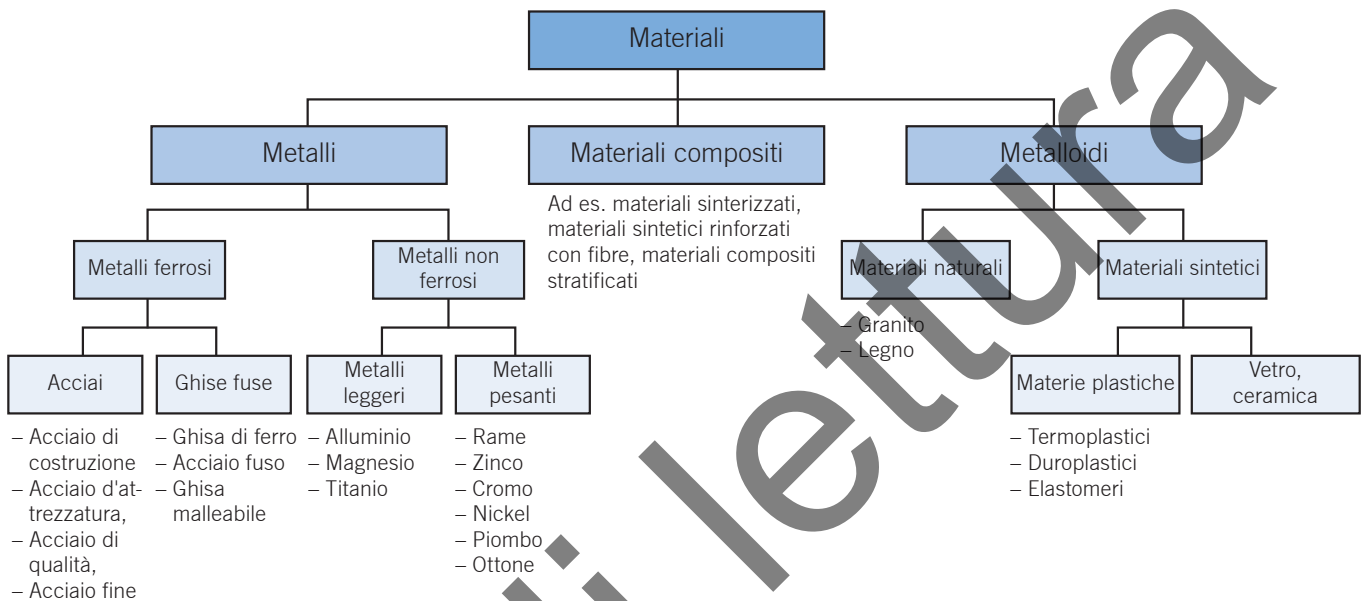 Materiali
Metalli
Materiali compositi
Metalloidi
Ad es. materiali sinterizzati,
materiali sintetici rinforzati
con fibre, materiali compositi
stratificati
Metalli ferrosi
Metalli non
ferrosi
Materiali naturali
Materiali sintetici
– Granito
– Legno
Acciai
Ghise fuse
Metalli
leggeri
Metalli
pesanti
Materie plastiche
Vetro,
ceramica
– Acciaio di
costruzione
– Acciaio d'at-
trezzatura,
– Acciaio di
qualità,
– Acciaio fine
– Ghisa di ferro
– Acciaio fuso
– Ghisa
malleabile
– Alluminio
– Magnesio
– Titanio
– Rame
– Zinco
– Cromo
– Nickel
– Piombo
– Ottone
– Termoplastici
– Duroplastici
– Elastomeri
di lettura